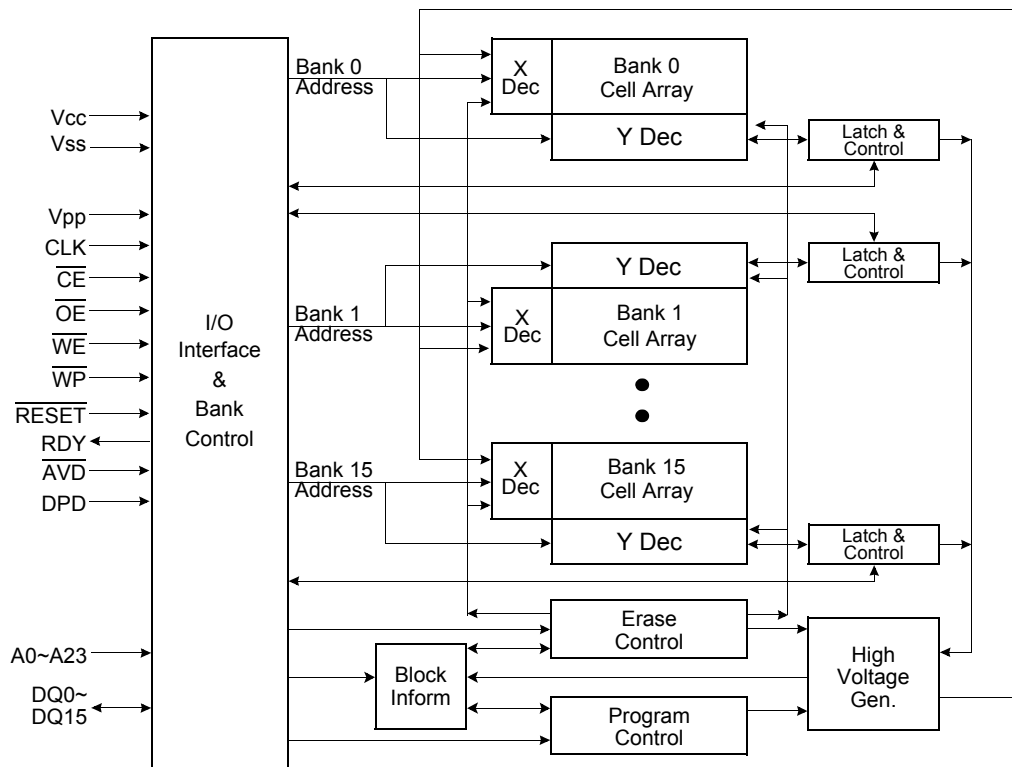 Vcc
Vss
Vpp
CLK
CE
OE
WE
WP
RESET
RDY
AVD
DPD
A0~A23
DQ0~
DQ15
I/O
Interface
&
Bank
Control
Bank 0
Address
X
Dec
Bank 0
Cell Array
Y Dec
Latch &
Control
Bank 1
Address
Y Dec
X
Dec
Bank 1
Cell Array
Latch &
Control
Bank 15
Address
X
Dec
Bank 15
Cell Array
Y Dec
Latch &
Control
Erase
Control
Block
Inform
Program
Control
High
Voltage
Gen.